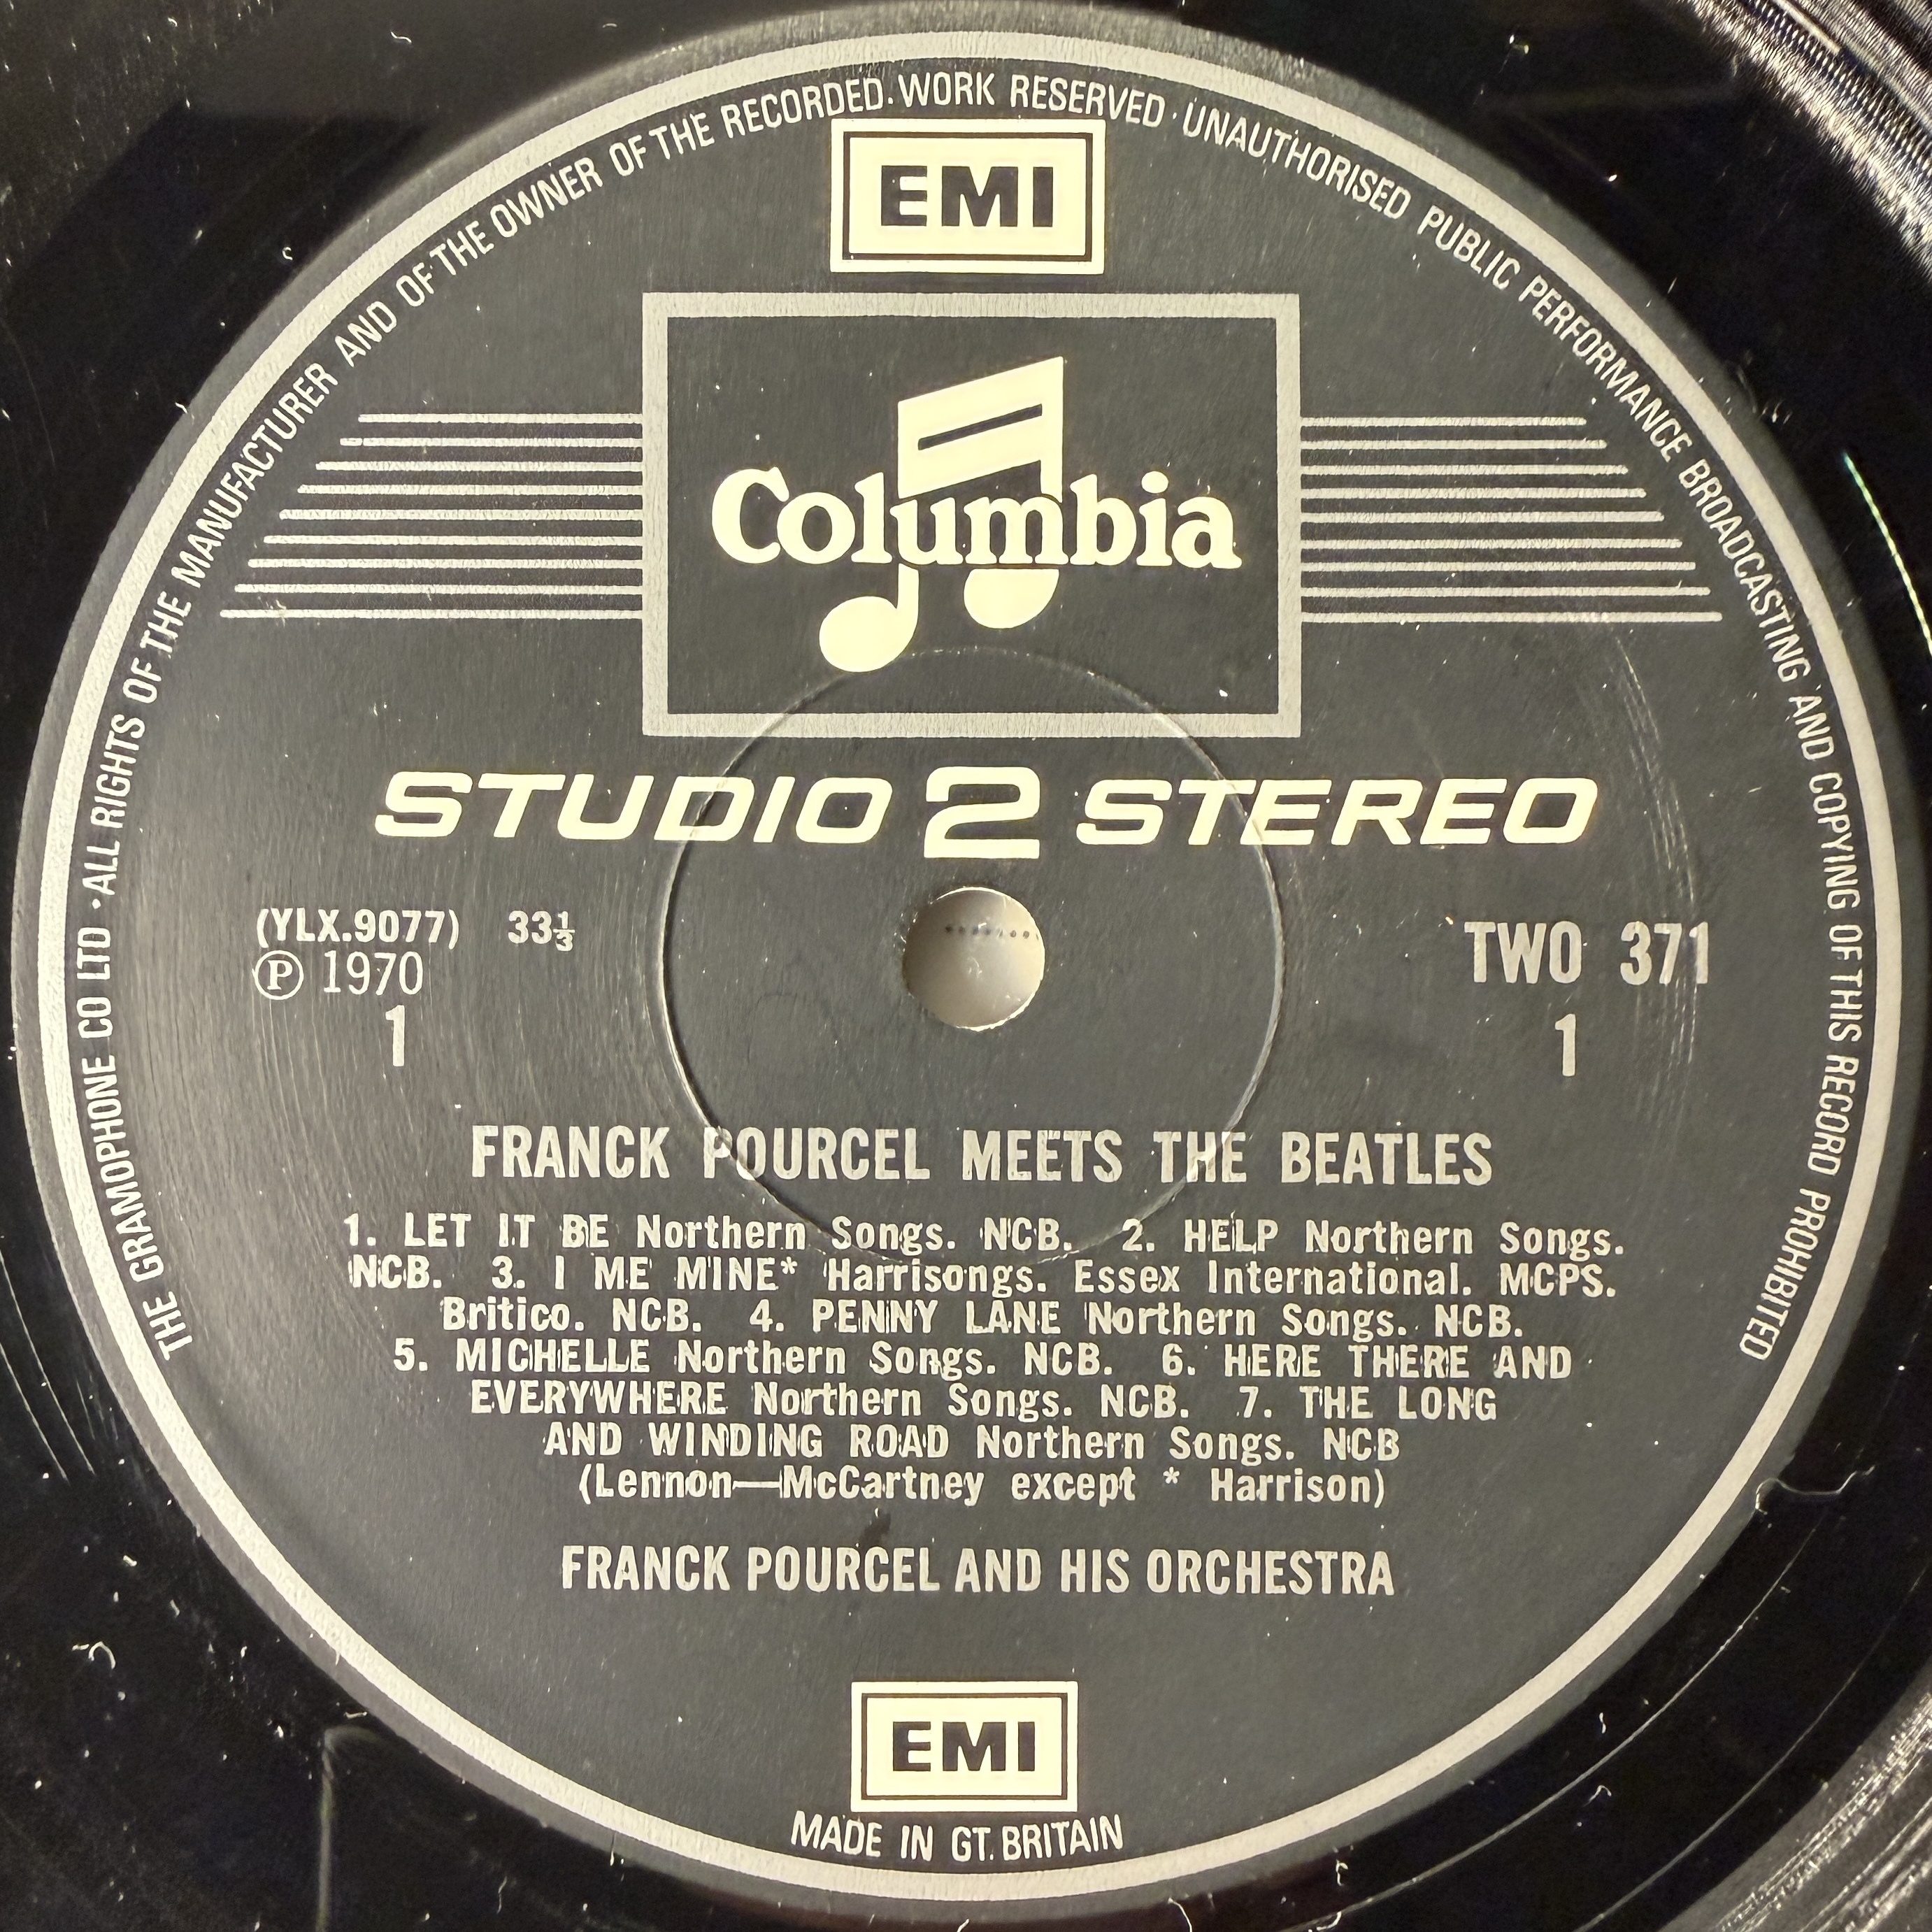 THE GRAMOPHONE CO LTD · ALL RIGHTS OF THE MANUFACTURER AND OF THE OWNER OF THE RECORDED WORK RESERVED · UNAUTHORISED PUBLIC PERFORMANCE BROADCASTING AND COPYING OF THIS RECORD PROHIBITED
EMI
Columbia
STUDIO 2 STEREO
(YLX.9077) 33⅓ TWO 371
Ⓟ 1970
1 1
FRANCK POURCEL MEETS THE BEATLES
1. LET IT BE Northern Songs. NCB. 2. HELP Northern Songs.
NCB. 3. I ME MINE* Harrisongs. Essex International. MCPS.
Britico. NCB. 4. PENNY LANE Northern Songs. NCB.
5. MICHELLE Northern Songs. NCB. 6. HERE THERE AND
EVERYWHERE Northern Songs. NCB. 7. THE LONG
AND WINDING ROAD Northern Songs. NCB
(Lennon—McCartney except * Harrison)
FRANCK POURCEL AND HIS ORCHESTRA
EMI
MADE IN GT. BRITAIN